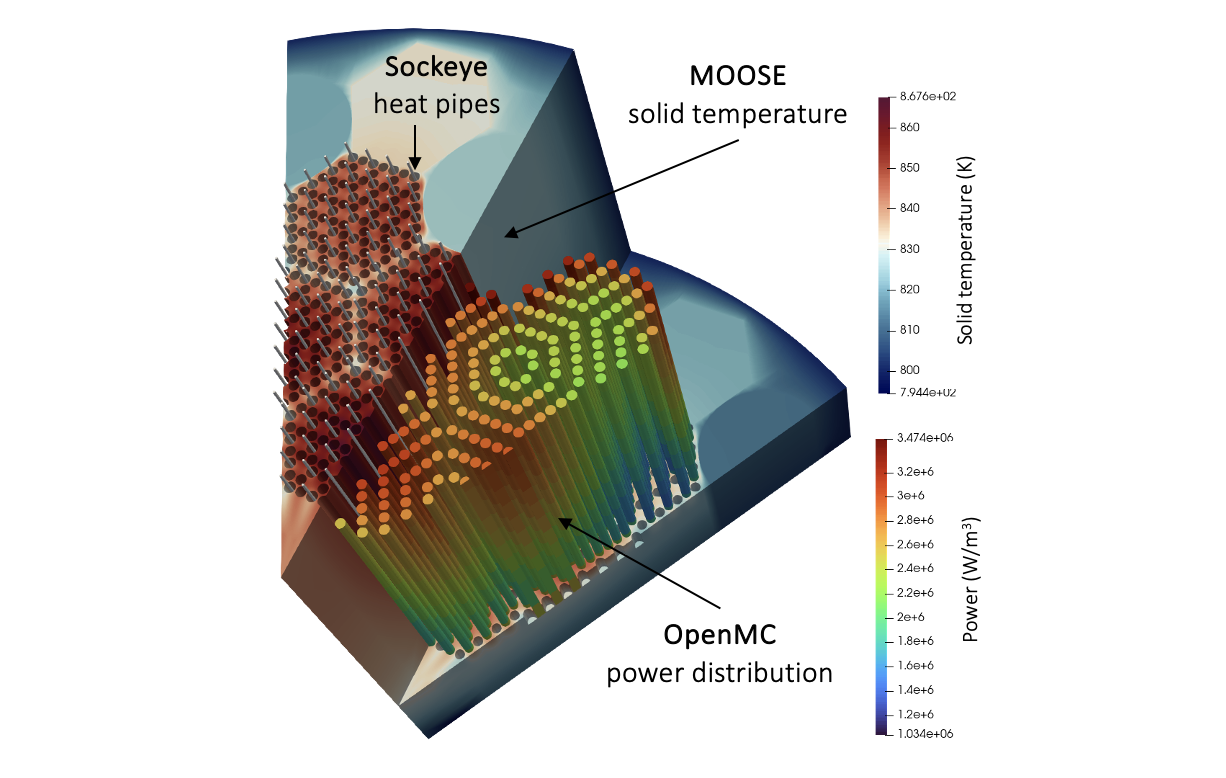 Sockeye
heat pipes
MOOSE
solid temperature
8.676e+02
860
850
840
830
820
810
800
7.944e+02
Solid temperature (K)
3.474e+06
3.2e+6
3e+6
2.8e+6
2.6e+6
2.4e+6
2.2e+6
2e+6
1.8e+6
1.6e+6
1.4e+6
1.2e+6
1.034e+06
Power (W/m³)
OpenMC
power distribution